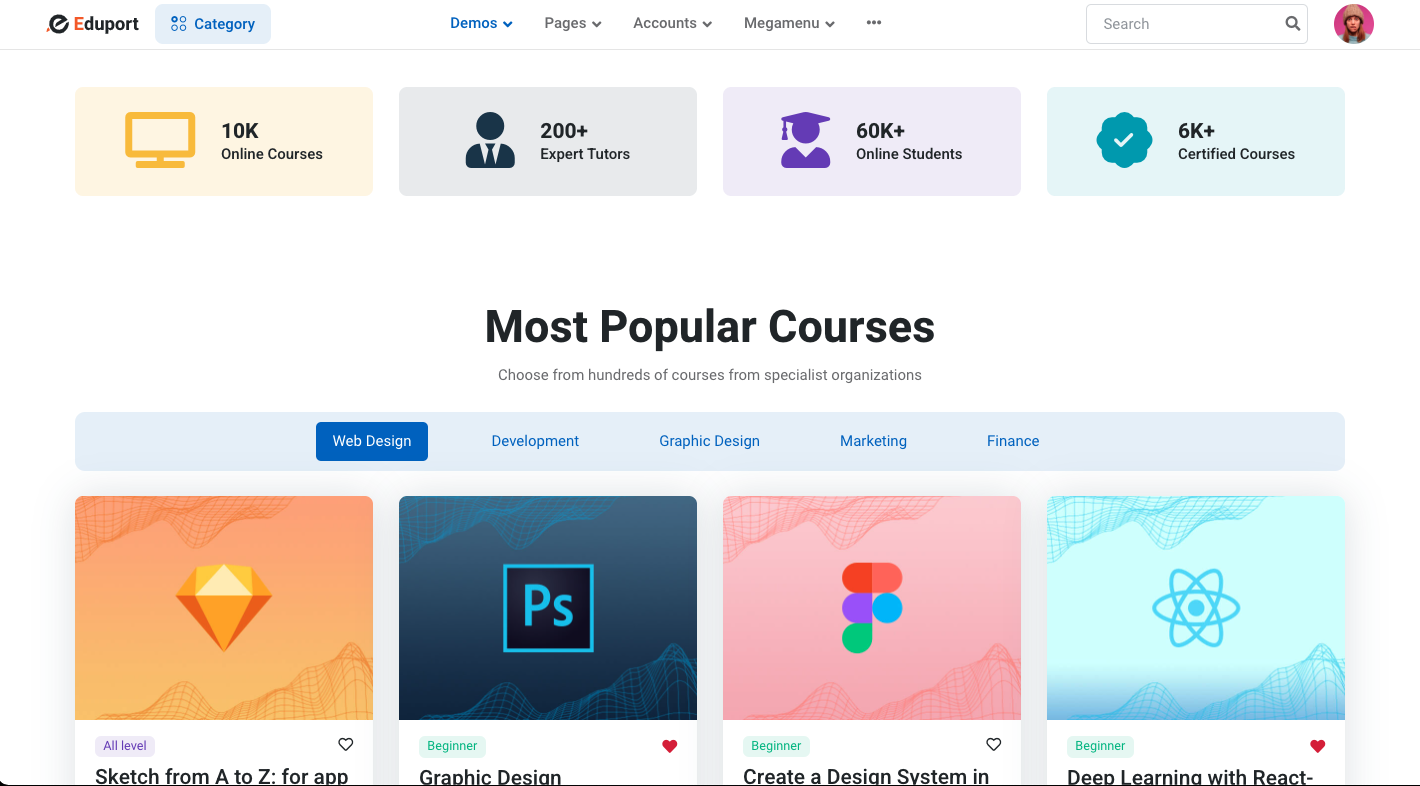 Eduport
Category
Demos
Pages
Accounts
Megamenu
Search
10K
Online Courses
200+
Expert Tutors
60K+
Online Students
6K+
Certified Courses
Most Popular Courses
Choose from hundreds of courses from specialist organizations
Web Design
Development
Graphic Design
Marketing
Finance
Ps
All level
Sketch from A to Z: for app
Beginner
Graphic Design
Beginner
Create a Design System in
Beginner
Deep Learning with React-